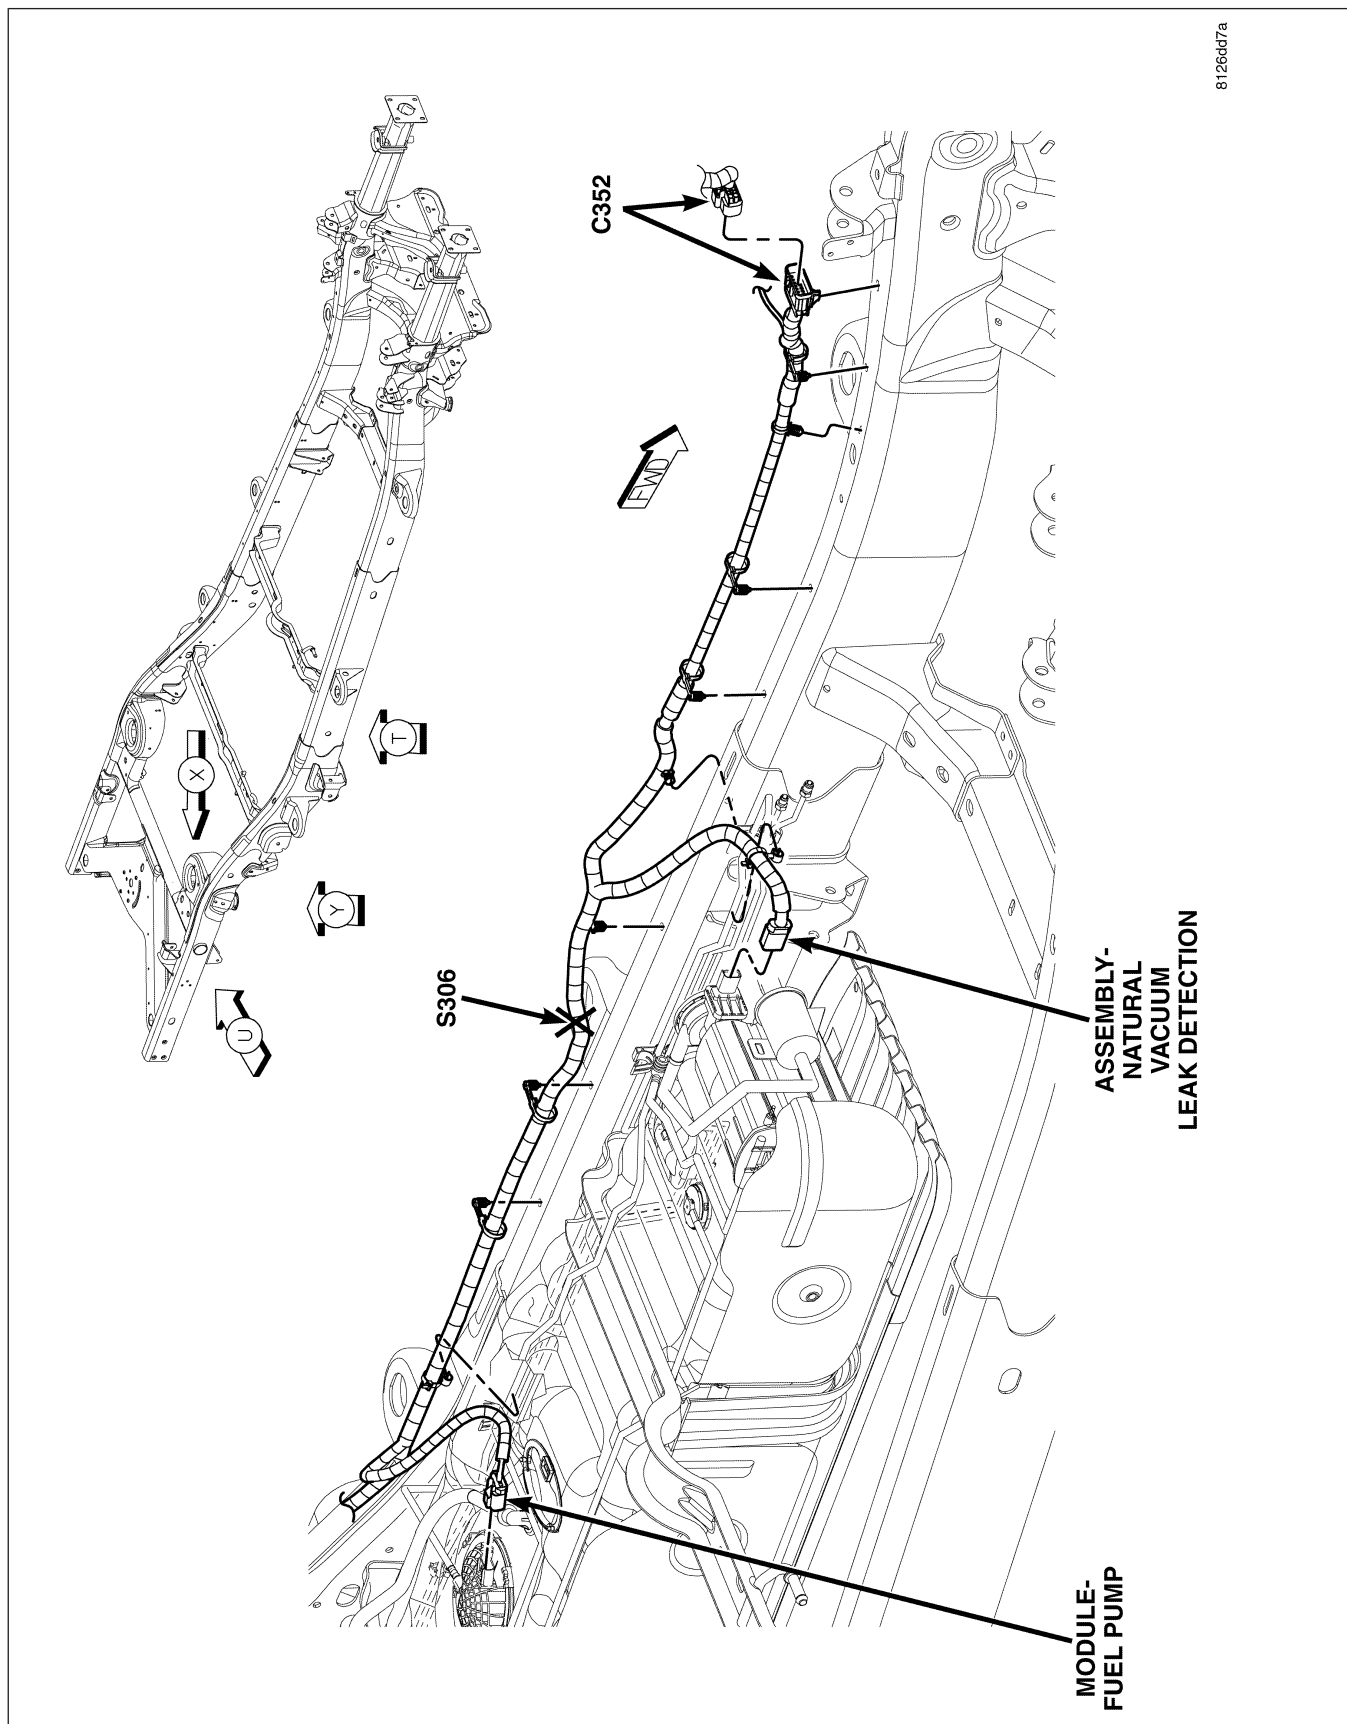 8126dd7a
C352
FWD
X
T
Y
U
S306
ASSEMBLY-
NATURAL
VACUUM
LEAK DETECTION
MODULE-
FUEL PUMP